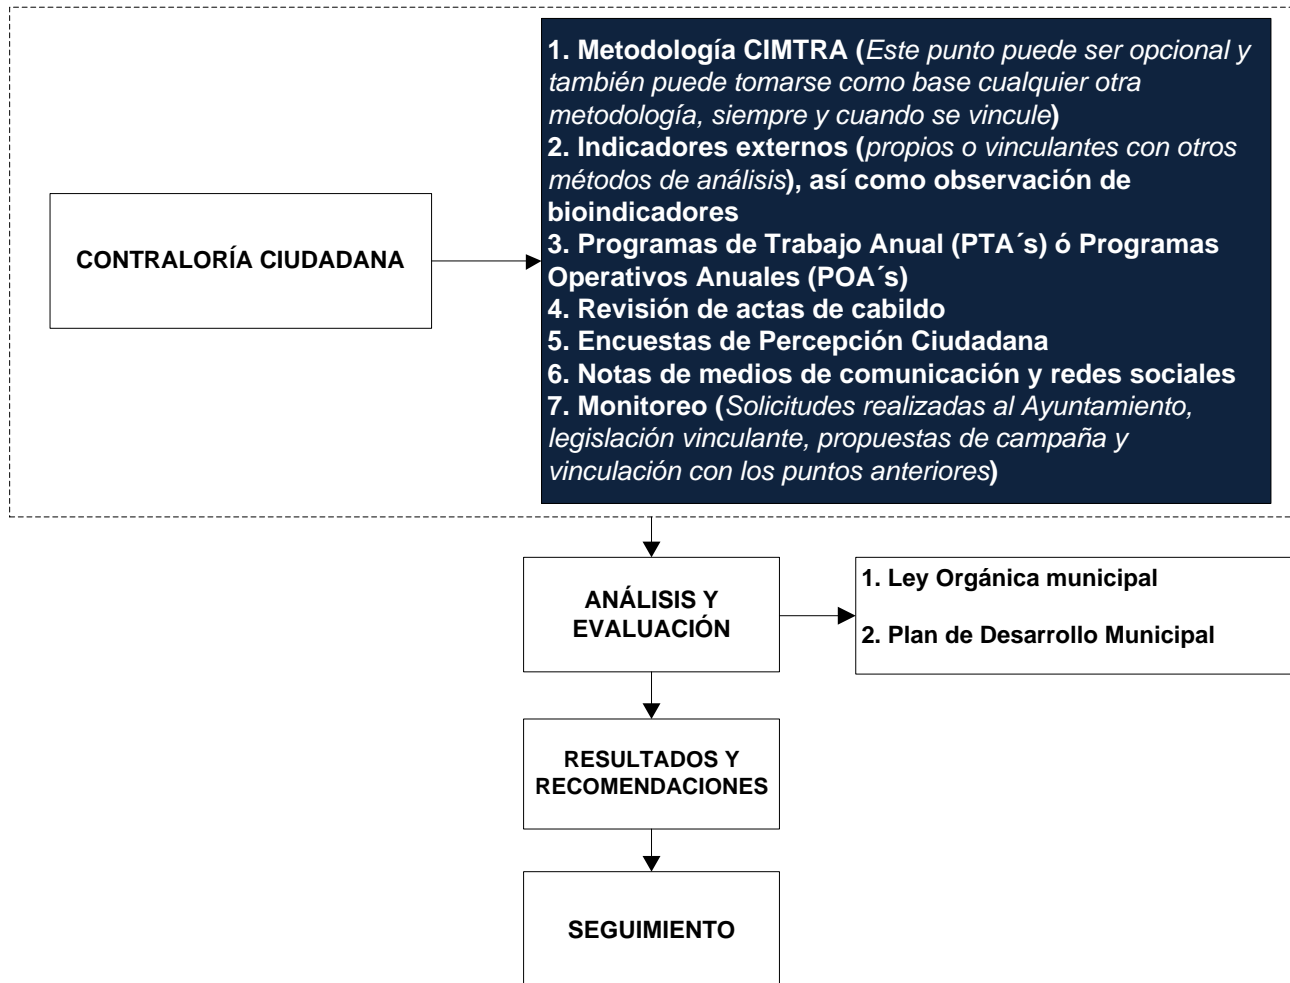 1. Metodología CIMTRA (Este punto puede ser opcional y
también puede tomarse como base cualquier otra
metodología, siempre y cuando se vincule)
2. Indicadores externos (propios o vinculantes con otros
métodos de análisis), así como observación de
bioindicadores
3. Programas de Trabajo Anual (PTA´s) ó Programas
Operativos Anuales (POA´s)
4. Revisión de actas de cabildo
5. Encuestas de Percepción Ciudadana
6. Notas de medios de comunicación y redes sociales
7. Monitoreo (Solicitudes realizadas al Ayuntamiento,
legislación vinculante, propuestas de campaña y
vinculación con los puntos anteriores)
CONTRALORÍA CIUDADANA
ANÁLISIS Y
EVALUACIÓN
1. Ley Orgánica municipal
2. Plan de Desarrollo Municipal
RESULTADOS Y
RECOMENDACIONES
SEGUIMIENTO